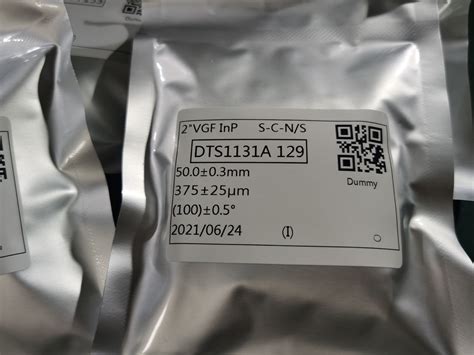 2"VGF InP S-C-N/S
DTS1131A 129
50.0±0.3mm
375±25μm
(100)±0.5°
2021/06/24 (I)
Dummy